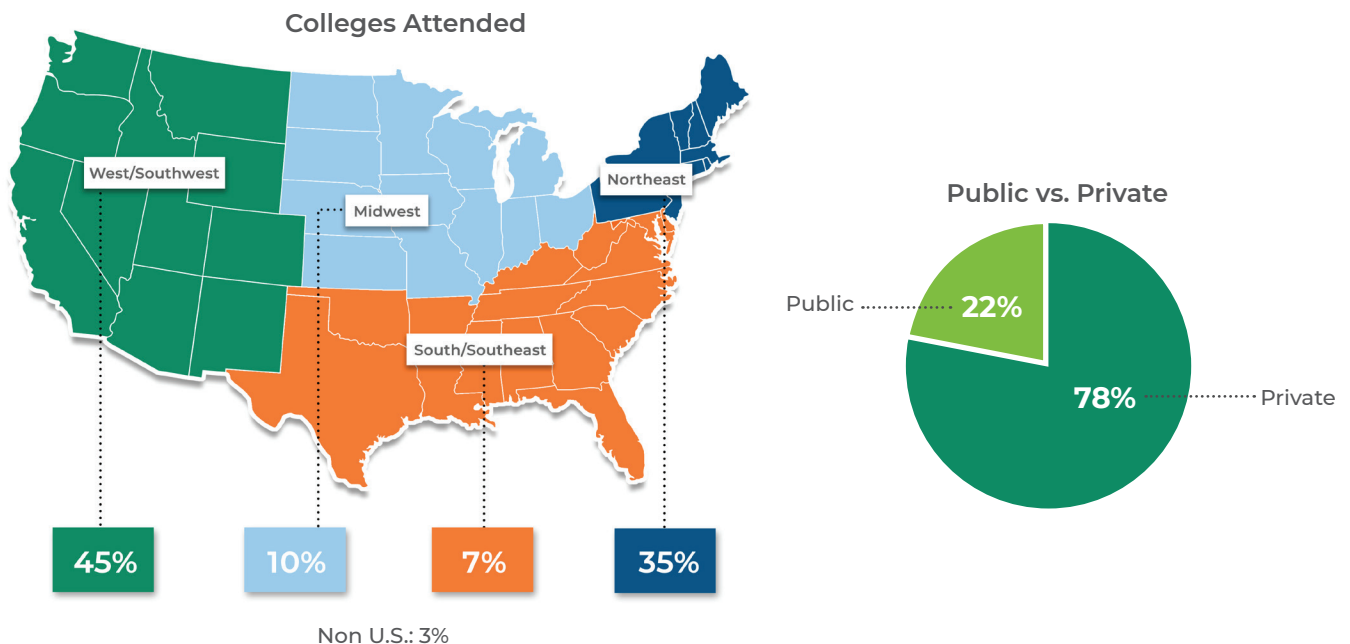 Colleges Attended
West/Southwest
Midwest
Northeast
South/Southeast
45%
10%
7%
35%
Non U.S.: 3%
Public vs. Private
Public
22%
78%
Private